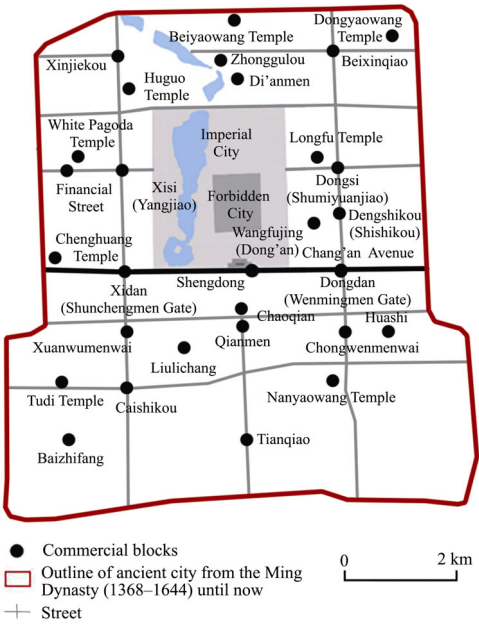 Dongyaowang
Temple
Beiyaowang Temple
Xinjiekou
Zhonggulou
Beixinqiao
Huguo
Temple
Di'anmen
White Pagoda
Temple
Imperial
City
Longfu Temple
Financial
Street
Xisi
(Yangjiao)
Forbidden
City
Dongsi
(Shumiyuanjiao)
Dengshikou
(Shishikou)
Wangfujing
(Dong'an)
Chenghuang
Temple
Chang'an Avenue
Shengdong
Xidan
(Shunchengmen Gate)
Dongdan
(Wenmingmen Gate)
Chaoqian
Huashi
Xuanwumenwai
Qianmen
Chongwenmenwai
Liulichang
Tudi Temple
Caishikou
Nanyaowang Temple
Baizhifang
Tianqiao
Commercial blocks
Outline of ancient city from the Ming
Dynasty (1368–1644) until now
Street
0 2 km